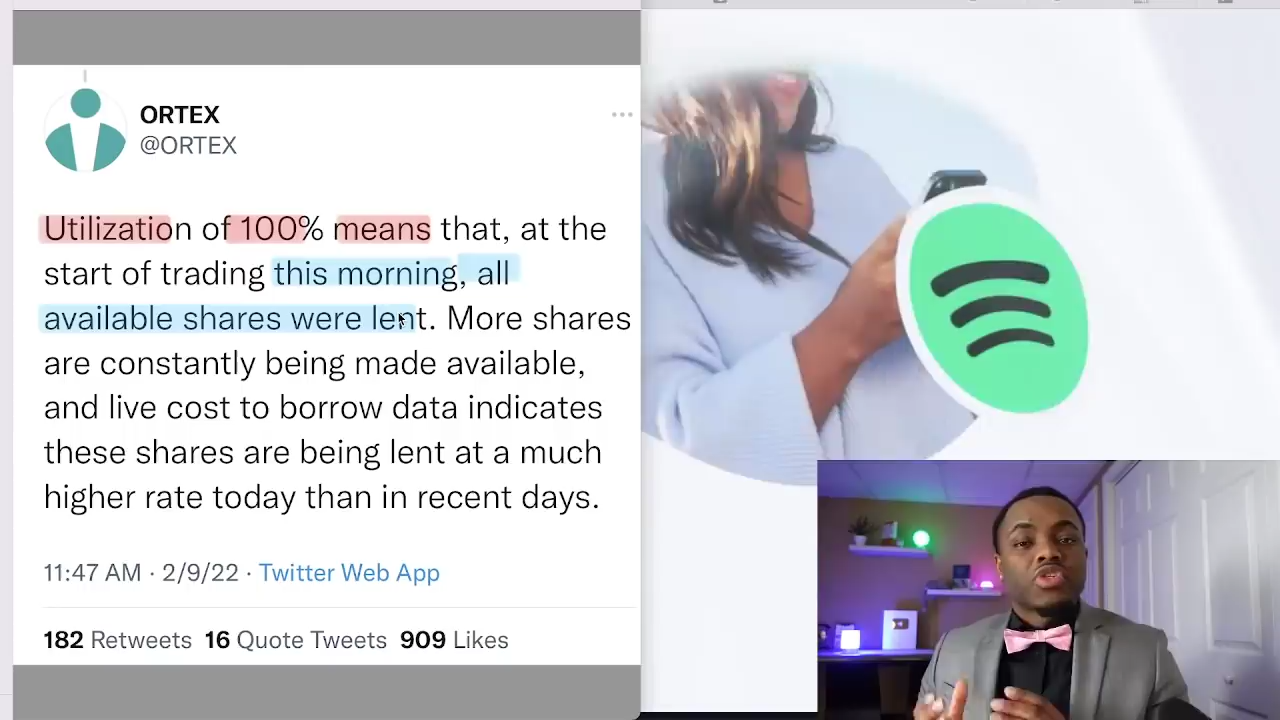 ORTEX
@ORTEX
Utilization of 100% means that, at the
start of trading this morning, all
available shares were lent. More shares
are constantly being made available,
and live cost to borrow data indicates
these shares are being lent at a much
higher rate today than in recent days.
11:47 AM · 2/9/22 · Twitter Web App
182 Retweets 16 Quote Tweets 909 Likes